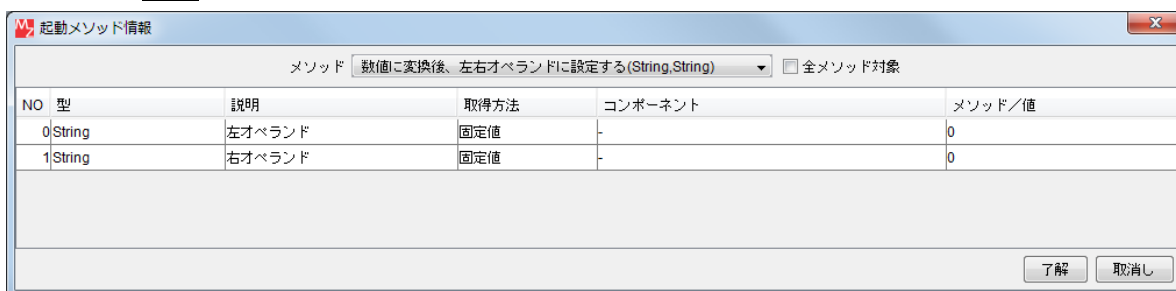 起動メソッド情報
メソッド 数値に変換後、左右オペランドに設定する(String,String) 全メソッド対象
NO 型 説明 取得方法 コンポーネント メソッド／値
0 String 左オペランド 固定値 - 0
1 String 右オペランド 固定値 - 0
了解 取消し